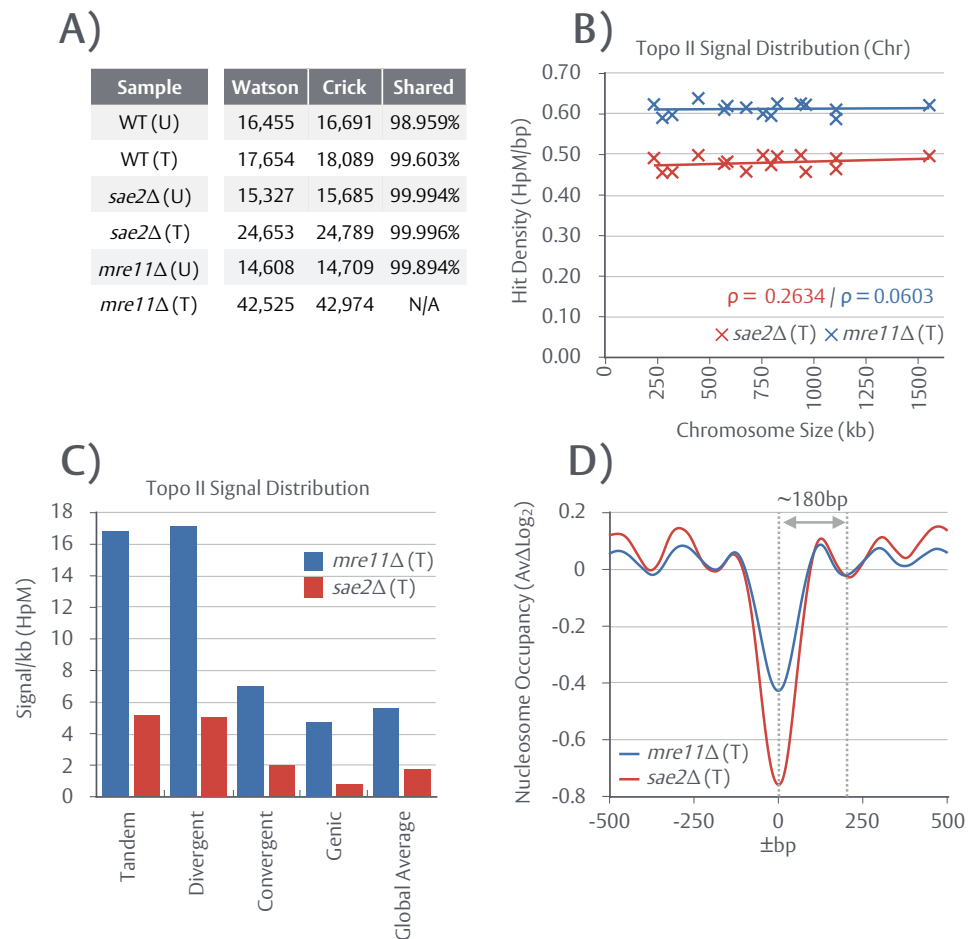 A)
Sample Watson Crick Shared
WT (U) 16,455 16,691 98.959%
WT (T) 17,654 18,089 99.603%
sae2Δ (U) 15,327 15,685 99.994%
sae2Δ (T) 24,653 24,789 99.996%
mre11Δ (U) 14,608 14,709 99.894%
mre11Δ (T) 42,525 42,974 N/A
B)
Topo II Signal Distribution (Chr)
Hit Density (HpM/bp)
0.70
0.60
0.50
0.40
0.30
0.20
0.10
0.00
ρ = 0.2634 / ρ = 0.0603
sae2Δ (T) mre11Δ (T)
0
250
500
750
1000
1250
1500
Chromosome Size (kb)
C)
Topo II Signal Distribution
Signal/kb (HpM)
18
16
14
12
10
8
6
4
2
0
mre11Δ (T)
sae2Δ (T)
Tandem
Divergent
Convergent
Genic
Global Average
D)
~180bp
Nucleosome Occupancy (AvΔLog2)
0.2
0
-0.2
-0.4
-0.6
-0.8
mre11Δ (T)
sae2Δ (T)
-500 -250 0 250 500
±bp